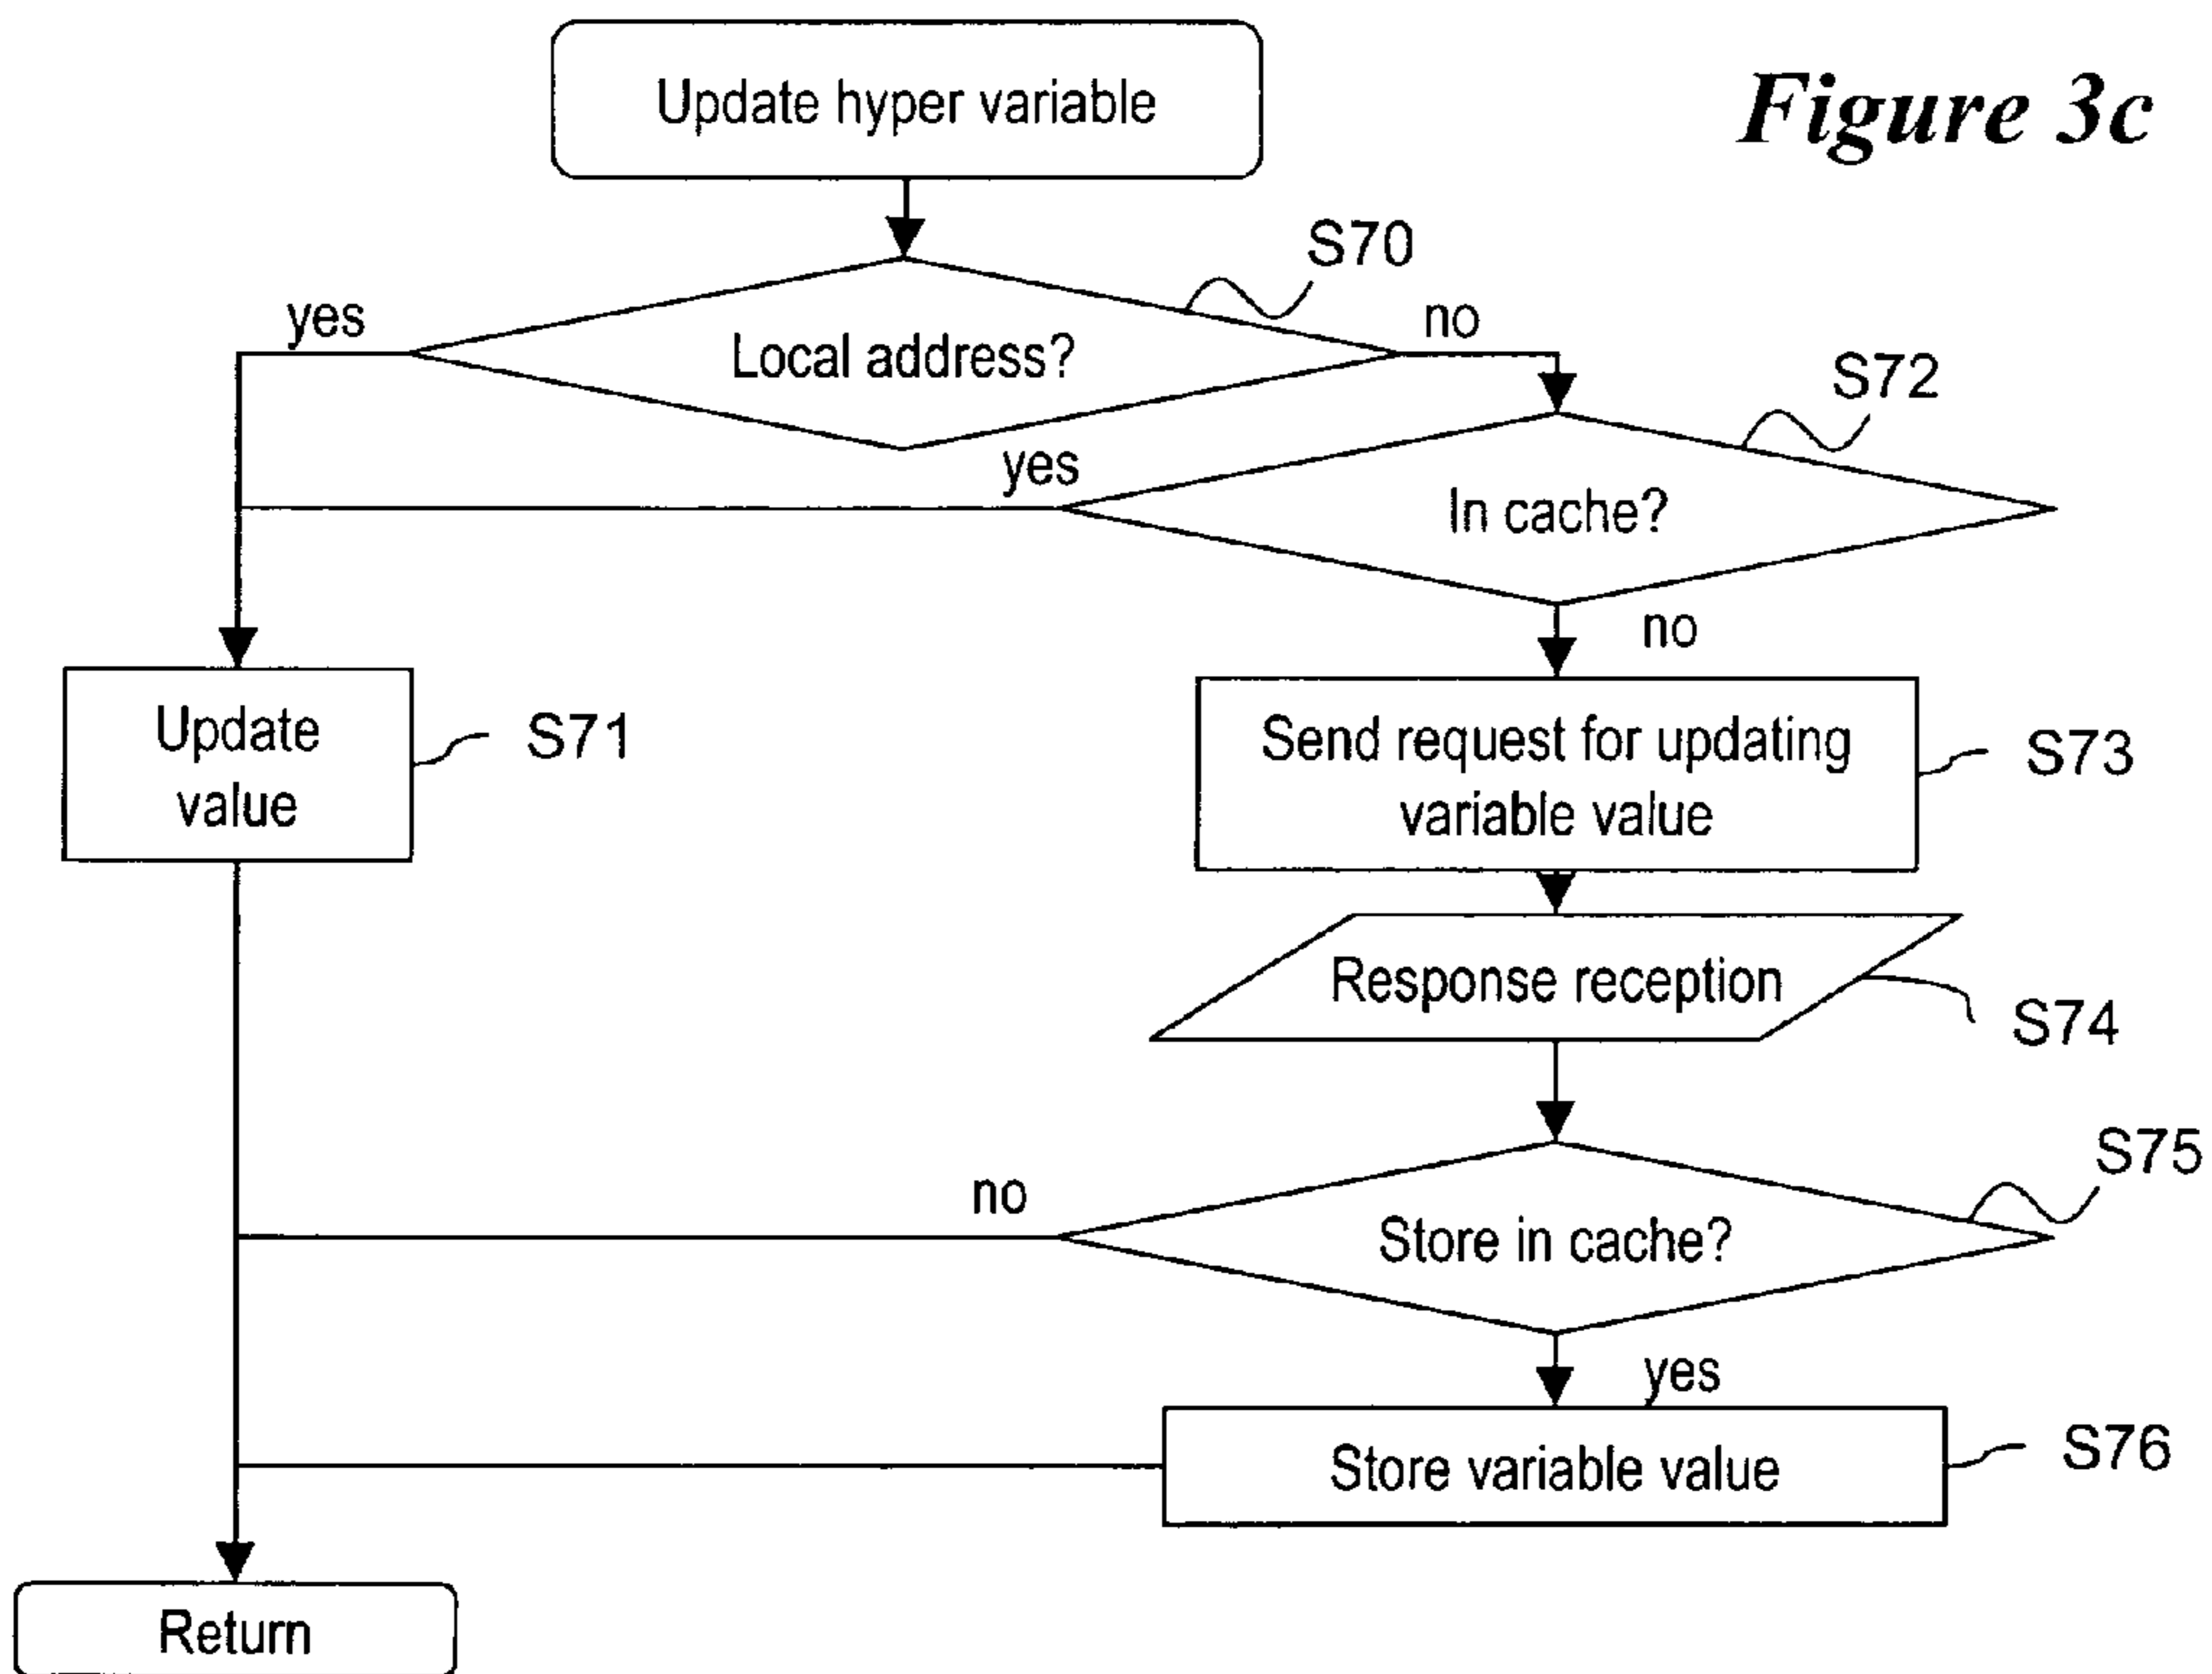 Update hyper variable
Figure 3c
S70
yes
Local address?
no
S72
yes
In cache?
no
Update
value
S71
Send request for updating
variable value
S73
Response reception
S74
S75
no
Store in cache?
yes
Store variable value
S76
Return